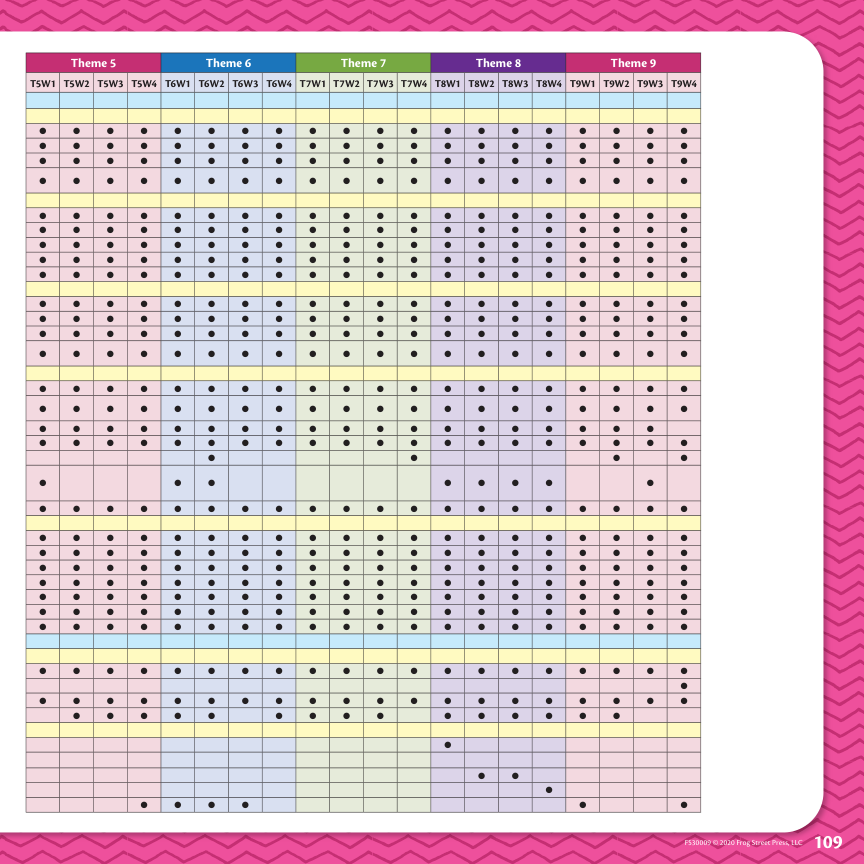 Theme 5 Theme 6 Theme 7 Theme 8 Theme 9
T5W1 T5W2 T5W3 T5W4 T6W1 T6W2 T6W3 T6W4 T7W1 T7W2 T7W3 T7W4 T8W1 T8W2 T8W3 T8W4 T9W1 T9W2 T9W3 T9W4
FS30009 © 2020 Frog Street Press, LLC 109